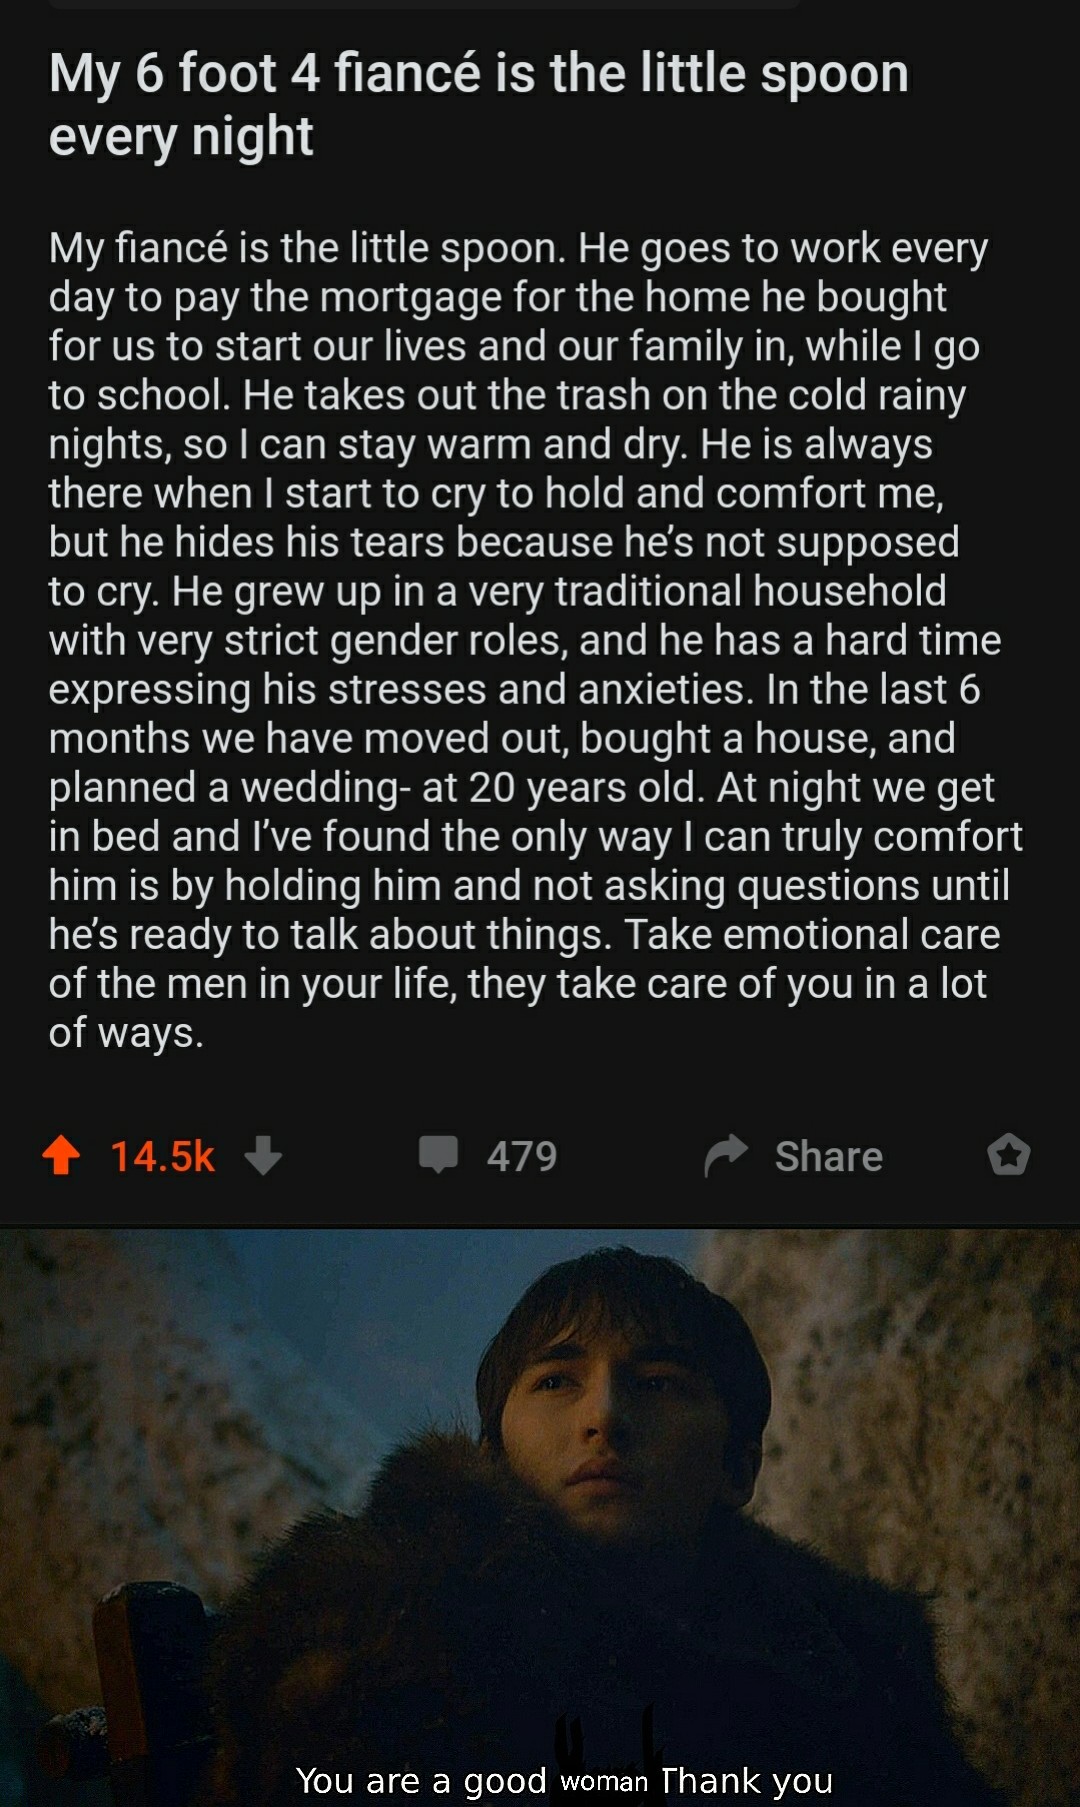 My 6 foot 4 fiancé is the little spoon
every night
My fiancé is the little spoon. He goes to work every
day to pay the mortgage for the home he bought
for us to start our lives and our family in, while I go
to school. He takes out the trash on the cold rainy
nights, so I can stay warm and dry. He is always
there when I start to cry to hold and comfort me,
but he hides his tears because he’s not supposed
to cry. He grew up in a very traditional household
with very strict gender roles, and he has a hard time
expressing his stresses and anxieties. In the last 6
months we have moved out, bought a house, and
planned a wedding- at 20 years old. At night we get
in bed and I’ve found the only way I can truly comfort
him is by holding him and not asking questions until
he’s ready to talk about things. Take emotional care
of the men in your life, they take care of you in a lot
of ways.
14.5k 479 Share
You are a good woman Thank you